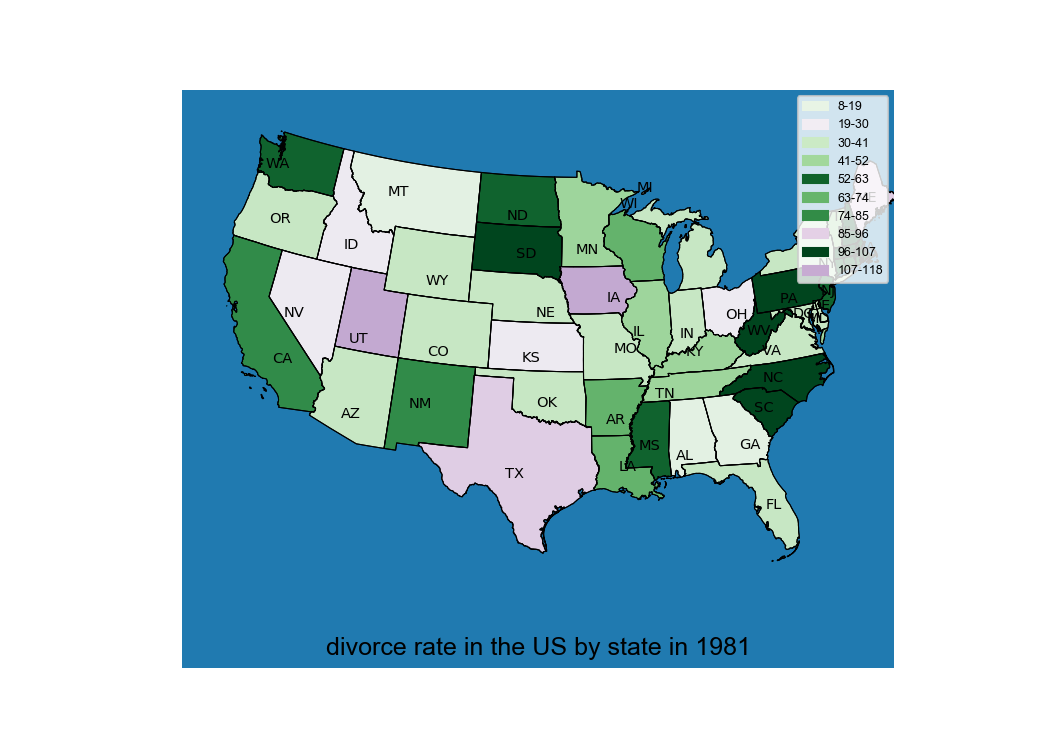 8-19
19-30
30-41
41-52
52-63
63-74
74-85
85-96
96-107
107-118
WA
MT
ND
MI
WI
OR
ID
SD
MN
WY
NE
IA
PA
NV
UT
CO
KS
IL
IN
OH
WV
VA
KY
MO
CA
AZ
NM
OK
AR
TN
NC
SC
TX
LA
MS
AL
GA
FL
divorce rate in the US by state in 1981